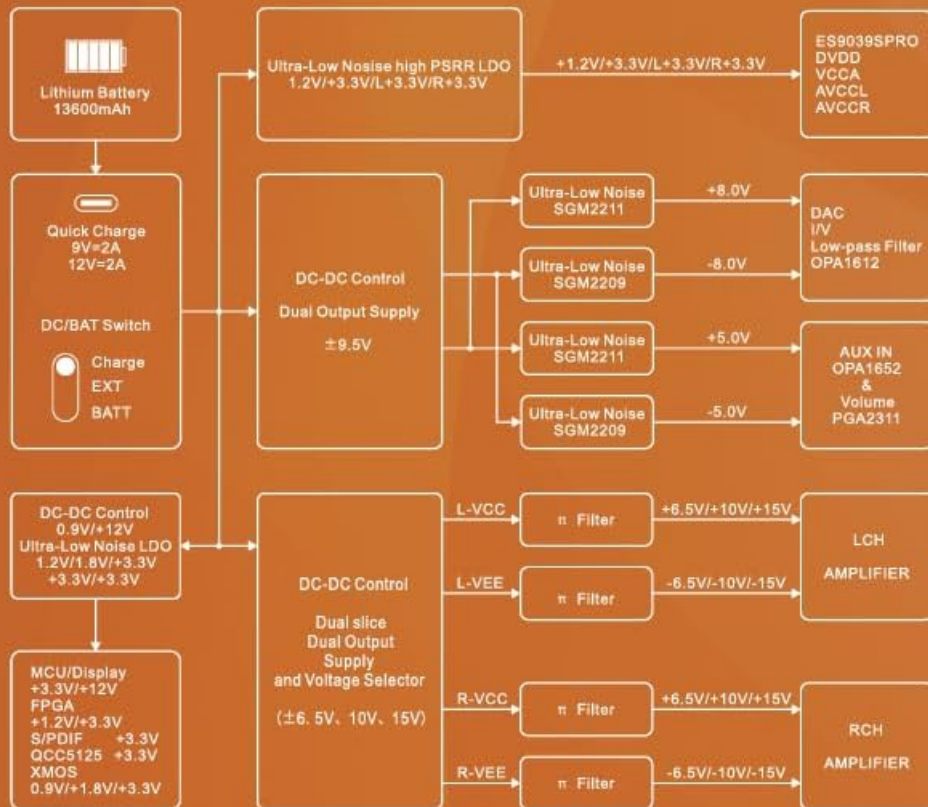 Lithium Battery
13600mAh
Ultra-Low Nosise high PSRR LDO
1.2V/+3.3V/L+3.3V/R+3.3V
+1.2V/+3.3V/L+3.3V/R+3.3V
ES9039SPRO
DVDD
VCCA
AVCCL
AVCCR
Quick Charge
9V=2A
12V=2A
DC/BAT Switch
Charge
EXT
BATT
DC-DC Control
Dual Output Supply
±9.5V
Ultra-Low Noise
SGM2211
+8.0V
Ultra-Low Noise
SGM2209
-8.0V
DAC
I/V
Low-pass Filter
OPA1612
Ultra-Low Noise
SGM2211
+5.0V
Ultra-Low Noise
SGM2209
-5.0V
AUX IN
OPA1652
&
Volume
PGA2311
DC-DC Control
0.9V/+12V
Ultra-Low Noise LDO
1.2V/1.8V/+3.3V
+3.3V/+3.3V
MCU/Display
+3.3V/+12V
FPGA
+1.2V/+3.3V
S/PDIF +3.3V
QCC5125 +3.3V
XMOS
0.9V/+1.8V/+3.3V
DC-DC Control
Dual slice
Dual Output
Supply
and Voltage Selector
(±6. 5V、10V、15V)
L-VCC
π Filter
+6.5V/+10V/+15V
L-VEE
π Filter
-6.5V/-10V/-15V
LCH
AMPLIFIER
R-VCC
π Filter
+6.5V/+10V/+15V
R-VEE
π Filter
-6.5V/-10V/-15V
RCH
AMPLIFIER